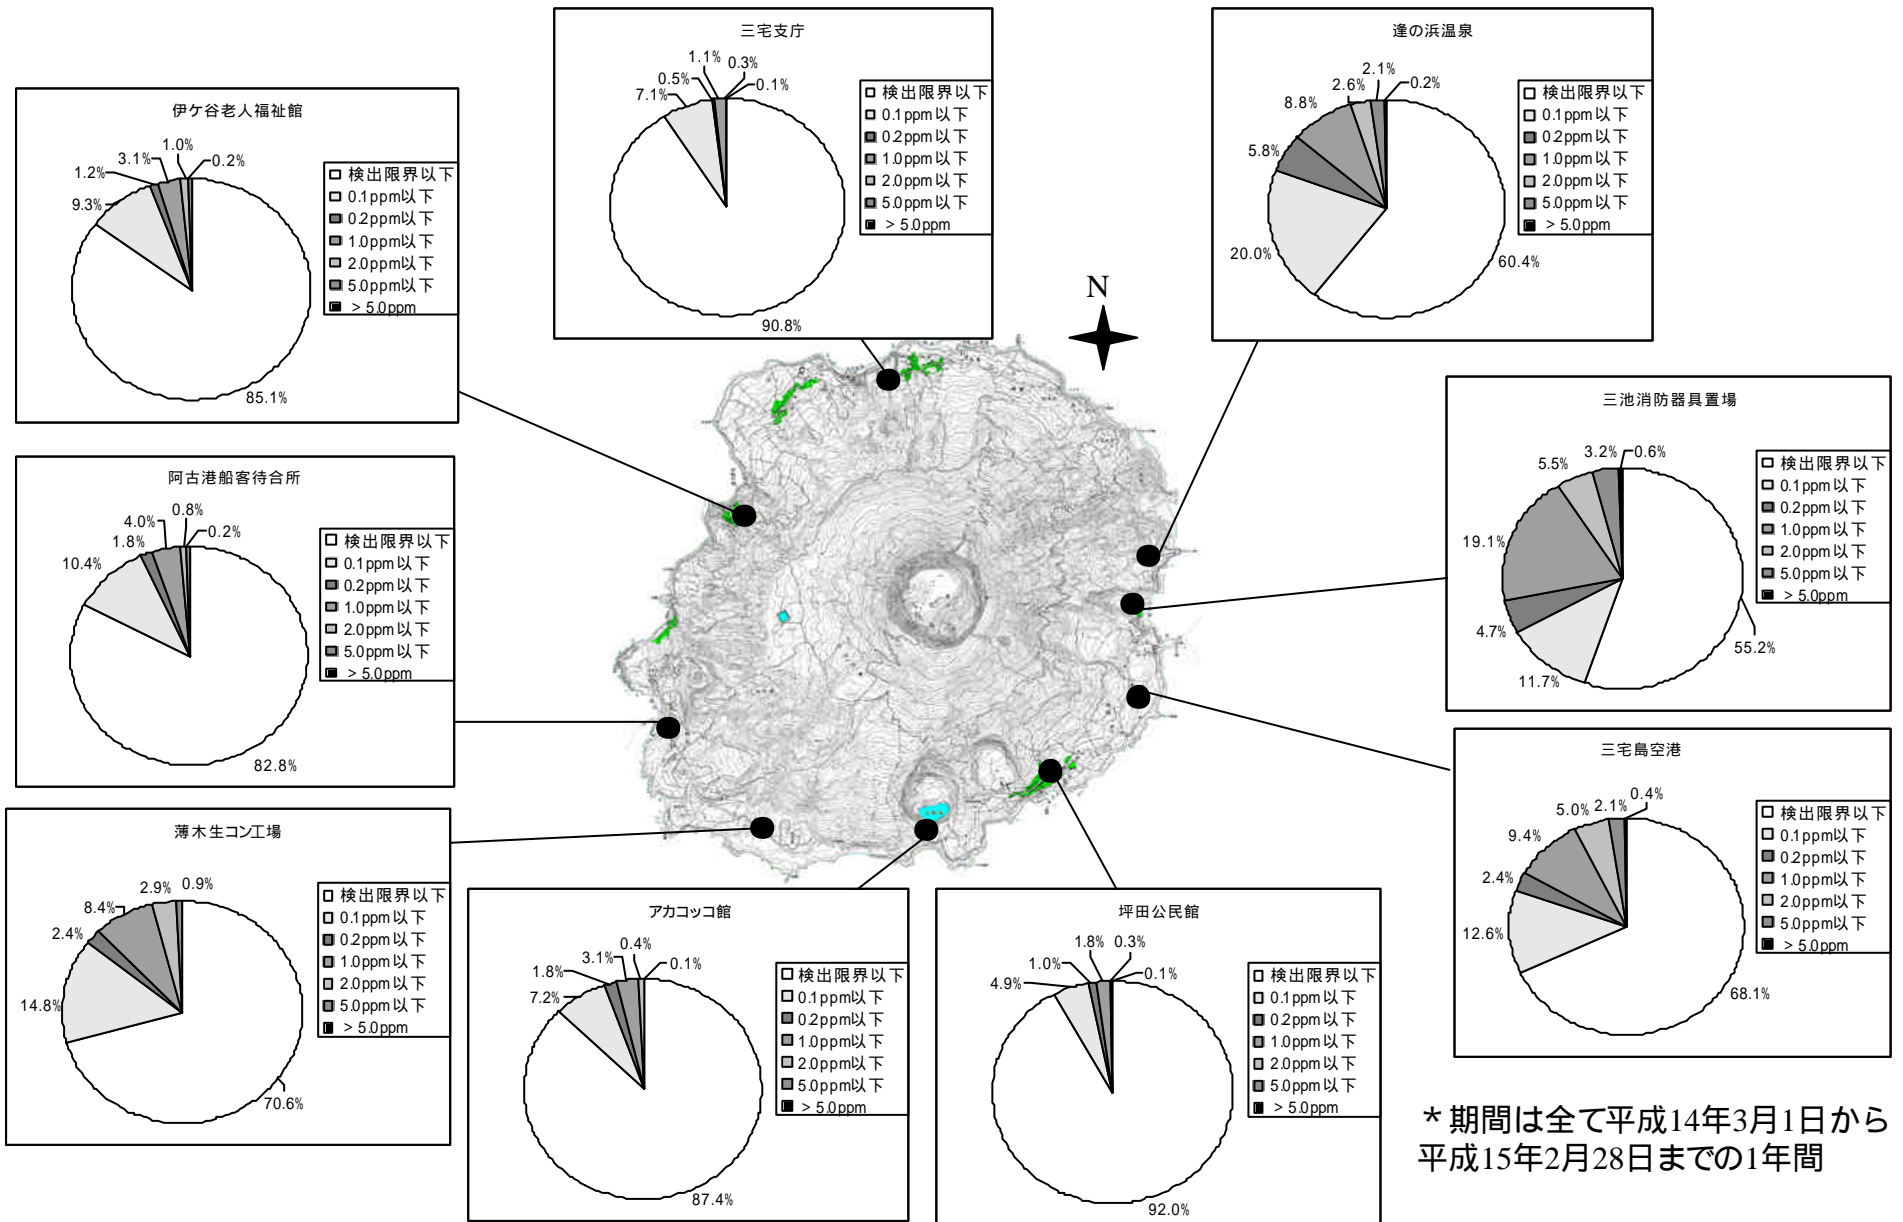 三宅支庁
7.1%
0.5%
1.1%
0.3%
0.1%
90.8%
検出限界以下
0.1ppm以下
0.2ppm以下
1.0ppm以下
2.0ppm以下
5.0ppm以下
> 5.0ppm
逢の浜温泉
20.0%
5.8%
8.8%
2.6%
2.1%
0.2%
60.4%
検出限界以下
0.1ppm以下
0.2ppm以下
1.0ppm以下
2.0ppm以下
5.0ppm以下
> 5.0ppm
伊ケ谷老人福祉館
9.3%
1.2%
3.1%
1.0%
0.2%
85.1%
検出限界以下
0.1ppm以下
0.2ppm以下
1.0ppm以下
2.0ppm以下
5.0ppm以下
> 5.0ppm
N
三池消防器具置場
11.7%
4.7%
19.1%
5.5%
3.2%
0.6%
55.2%
検出限界以下
0.1ppm以下
0.2ppm以下
1.0ppm以下
2.0ppm以下
5.0ppm以下
> 5.0ppm
阿古港船客待合所
10.4%
1.8%
4.0%
0.8%
0.2%
82.8%
検出限界以下
0.1ppm以下
0.2ppm以下
1.0ppm以下
2.0ppm以下
5.0ppm以下
> 5.0ppm
三宅島空港
12.6%
2.4%
9.4%
5.0%
2.1%
0.4%
68.1%
検出限界以下
0.1ppm以下
0.2ppm以下
1.0ppm以下
2.0ppm以下
5.0ppm以下
> 5.0ppm
薄木生コン工場
14.8%
2.4%
8.4%
2.9%
0.9%
70.6%
検出限界以下
0.1ppm以下
0.2ppm以下
1.0ppm以下
2.0ppm以下
5.0ppm以下
> 5.0ppm
アカコッコ館
7.2%
1.8%
3.1%
0.4%
0.1%
87.4%
検出限界以下
0.1ppm以下
0.2ppm以下
1.0ppm以下
2.0ppm以下
5.0ppm以下
> 5.0ppm
坪田公民館
4.9%
1.0%
1.8%
0.3%
0.1%
92.0%
検出限界以下
0.1ppm以下
0.2ppm以下
1.0ppm以下
2.0ppm以下
5.0ppm以下
> 5.0ppm
＊期間は全て平成14年3月1日から
平成15年2月28日までの1年間